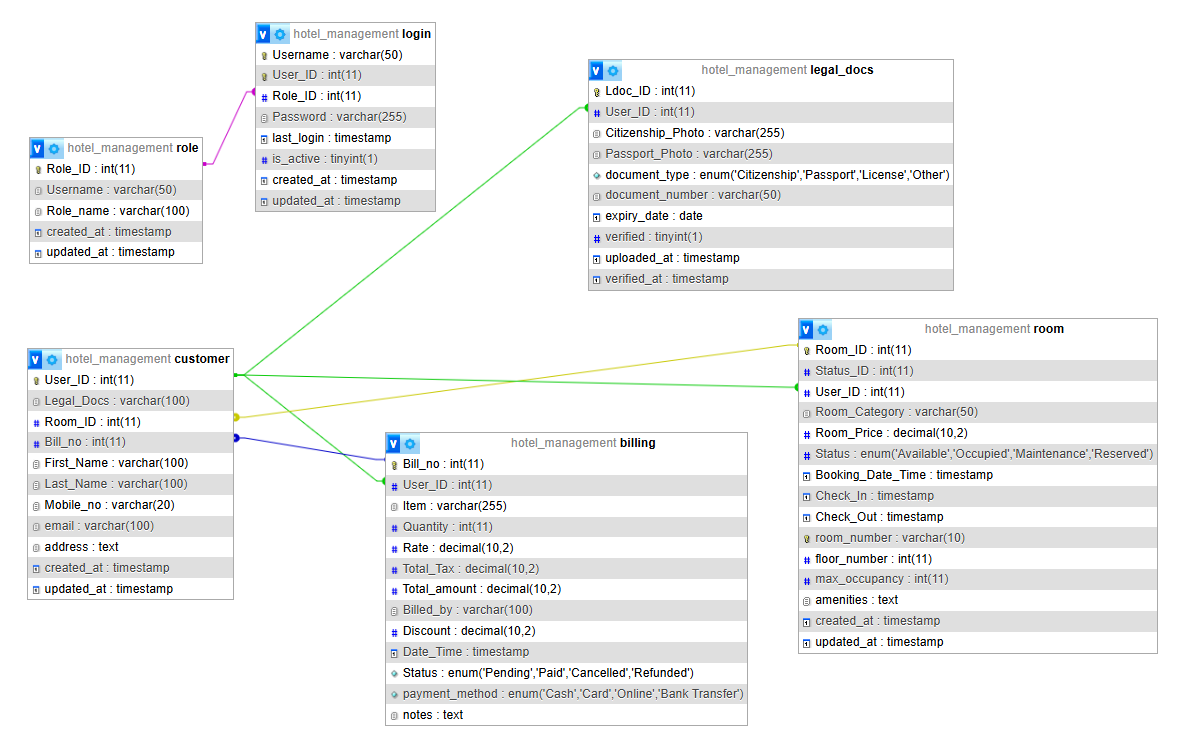 hotel_management login
Username : varchar(50)
User_ID : int(11)
Role_ID : int(11)
Password : varchar(255)
last_login : timestamp
is_active : tinyint(1)
created_at : timestamp
updated_at : timestamp
hotel_management role
Role_ID : int(11)
Username : varchar(50)
Role_name : varchar(100)
created_at : timestamp
updated_at : timestamp
hotel_management legal_docs
Ldoc_ID : int(11)
User_ID : int(11)
Citizenship_Photo : varchar(255)
Passport_Photo : varchar(255)
document_type : enum('Citizenship','Passport','License','Other')
document_number : varchar(50)
expiry_date : date
verified : tinyint(1)
uploaded_at : timestamp
verified_at : timestamp
hotel_management customer
User_ID : int(11)
Legal_Docs : varchar(100)
Room_ID : int(11)
Bill_no : int(11)
First_Name : varchar(100)
Last_Name : varchar(100)
Mobile_no : varchar(20)
email : varchar(100)
address : text
created_at : timestamp
updated_at : timestamp
hotel_management billing
Bill_no : int(11)
User_ID : int(11)
Item : varchar(255)
Quantity : int(11)
Rate : decimal(10,2)
Total_Tax : decimal(10,2)
Total_amount : decimal(10,2)
Billed_by : varchar(100)
Discount : decimal(10,2)
Date_Time : timestamp
Status : enum('Pending','Paid','Cancelled','Refunded')
payment_method : enum('Cash','Card','Online','Bank Transfer')
notes : text
hotel_management room
Room_ID : int(11)
Status_ID : int(11)
User_ID : int(11)
Room_Category : varchar(50)
Room_Price : decimal(10,2)
Status : enum('Available','Occupied','Maintenance','Reserved')
Booking_Date_Time : timestamp
Check_In : timestamp
Check_Out : timestamp
room_number : varchar(10)
floor_number : int(11)
max_occupancy : int(11)
amenities : text
created_at : timestamp
updated_at : timestamp